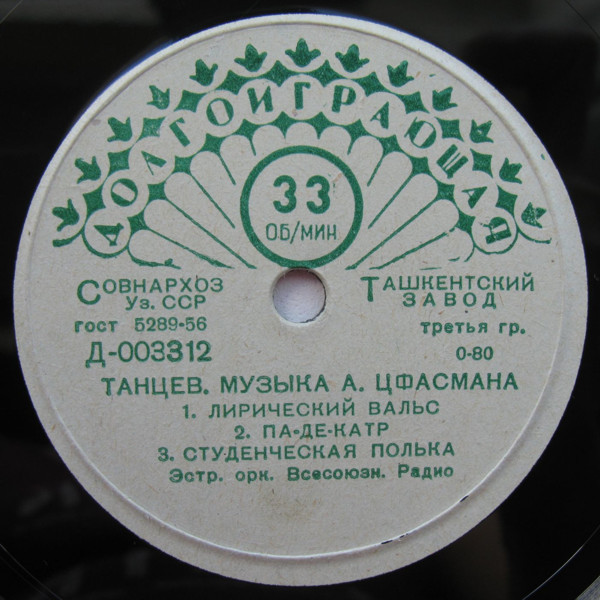 ДОЛГОИГРАЮЩАЯ
33
ОБ/МИН
СОВНАРХОЗ
Уз. ССР
ГОСТ 5289-56
Д-003312
ТАШКЕНТСКИЙ
ЗАВОД
ТРЕТЬЯ ГР.
0-80
ТАНЦЕВ. МУЗЫКА А. ЦФАСМАНА
1. ЛИРИЧЕСКИЙ ВАЛЬС
2. ПА-ДЕ-КАТР
3. СТУДЕНЧЕСКАЯ ПОЛЬКА
Эстр. орк. Всесоюзн. Радио